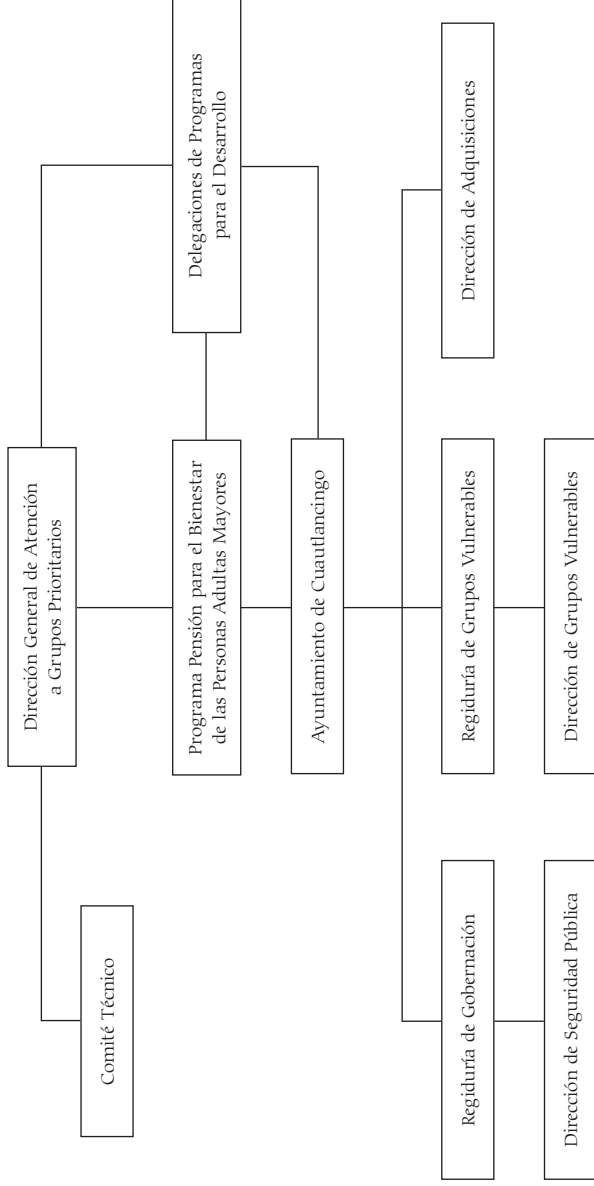 Dirección General de Atención
a Grupos Prioritarios
Comité Técnico
Programa Pensión para el Bienestar
de las Personas Adultas Mayores
Delegaciones de Programas
para el Desarrollo
Ayuntamiento de Cuautlancingo
Regiduría de Gobernación
Regiduría de Grupos Vulnerables
Dirección de Adquisiciones
Dirección de Seguridad Pública
Dirección de Grupos Vulnerables